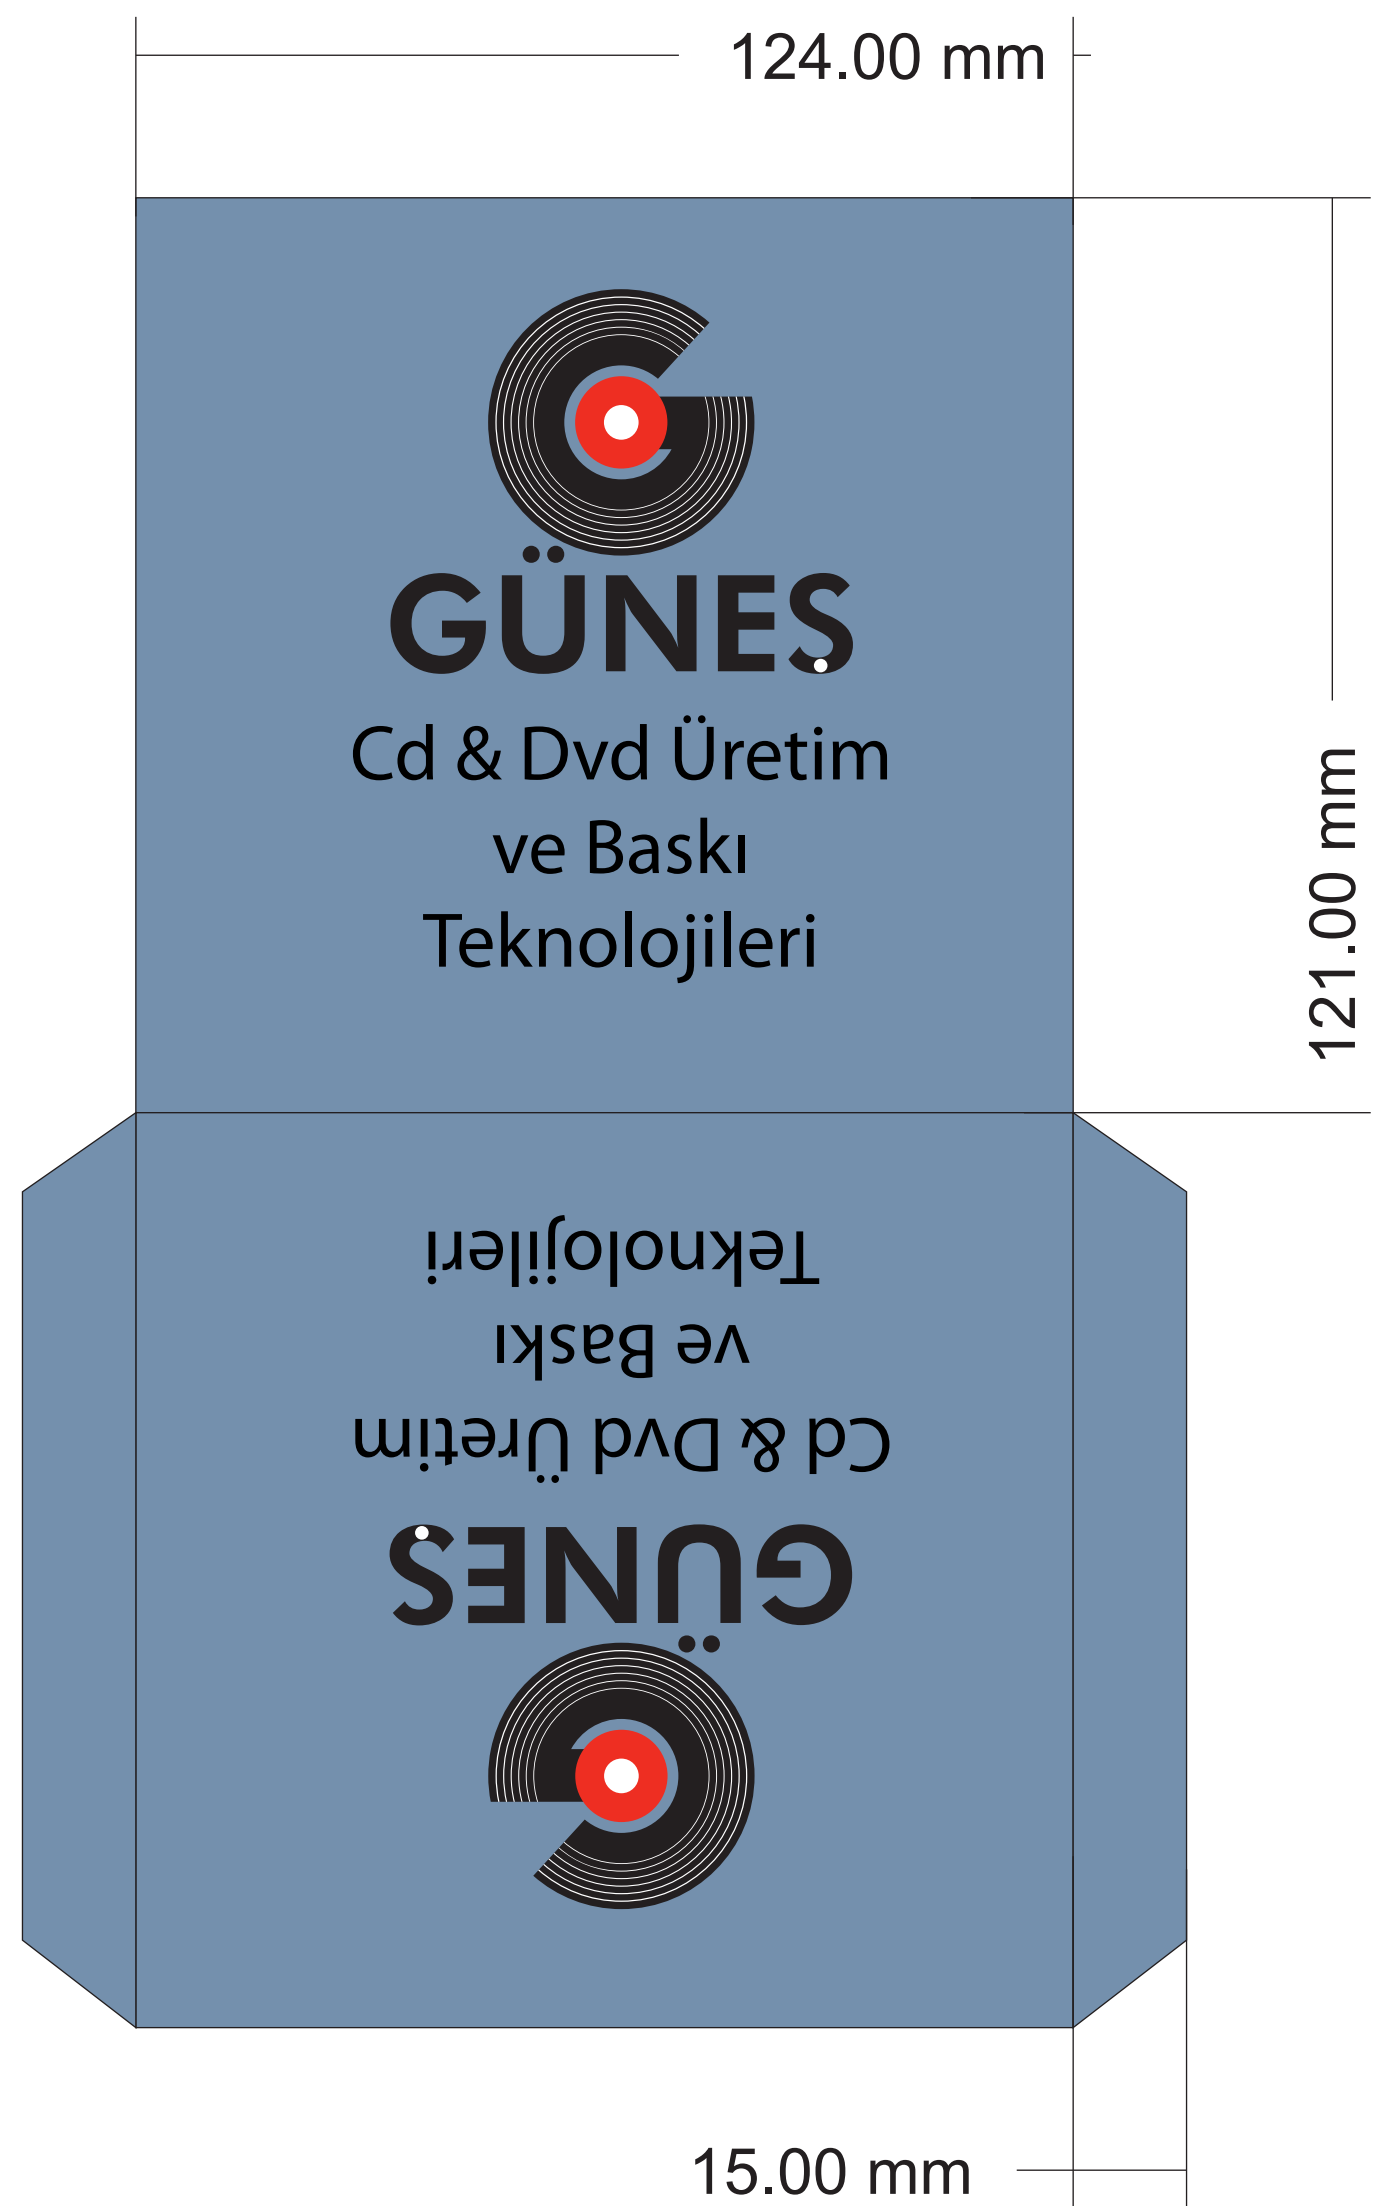 124.00 mm
GÜNEŞ
Cd & Dvd Üretim
ve Baskı
Teknolojileri
121.00 mm
GÜNEŞ
Cd & Dvd Üretim
ve Baskı
Teknolojileri
15.00 mm